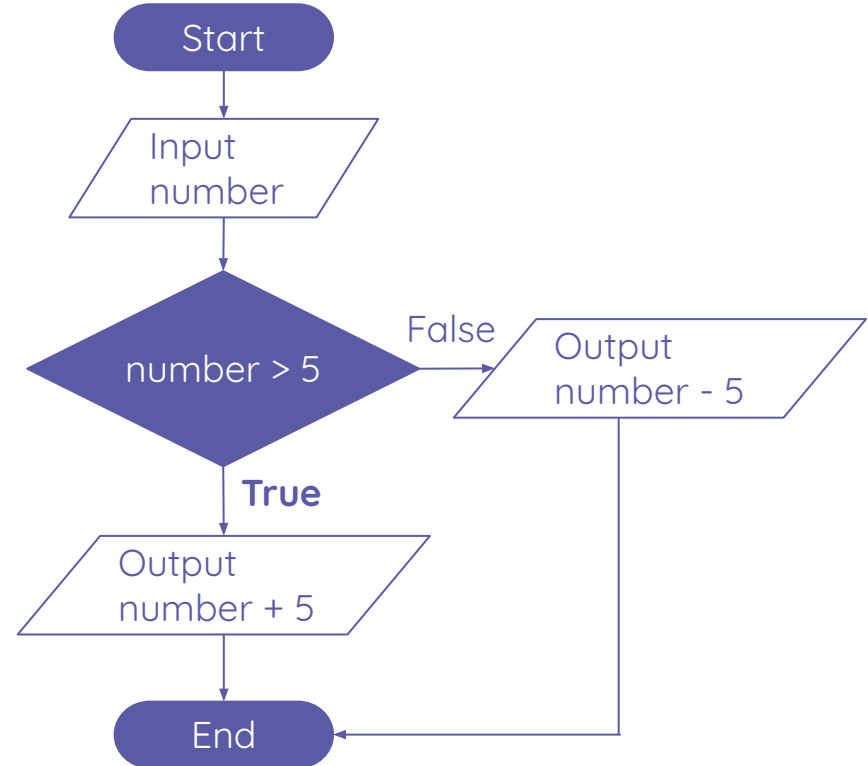 Start
Input
number
number > 5
False
Output
number - 5
True
Output
number + 5
End